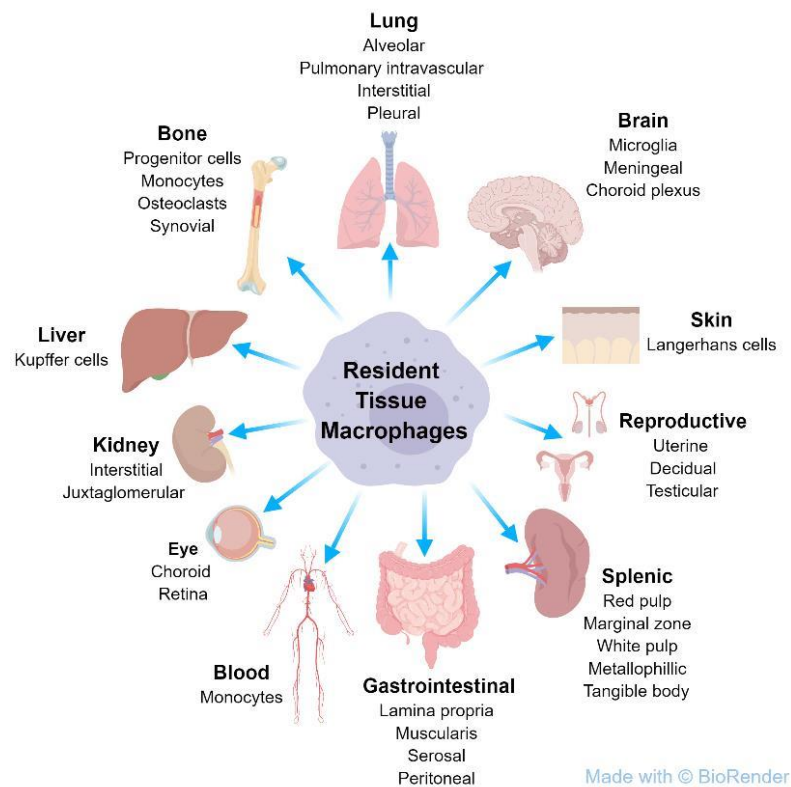 Lung
Alveolar
Pulmonary intravascular
Interstitial
Pleural
Brain
Microglia
Meningeal
Choroid plexus
Bone
Progenitor cells
Monocytes
Osteoclasts
Synovial
Liver
Kupffer cells
Resident
Tissue
Macrophages
Skin
Langerhans cells
Kidney
Interstitial
Juxtaglomerular
Reproductive
Uterine
Decidual
Testicular
Eye
Choroid
Retina
Splenic
Red pulp
Marginal zone
White pulp
Metallophillic
Tangible body
Blood
Monocytes
Gastrointestinal
Lamina propria
Muscularis
Serosal
Peritoneal
Made with © BioRender